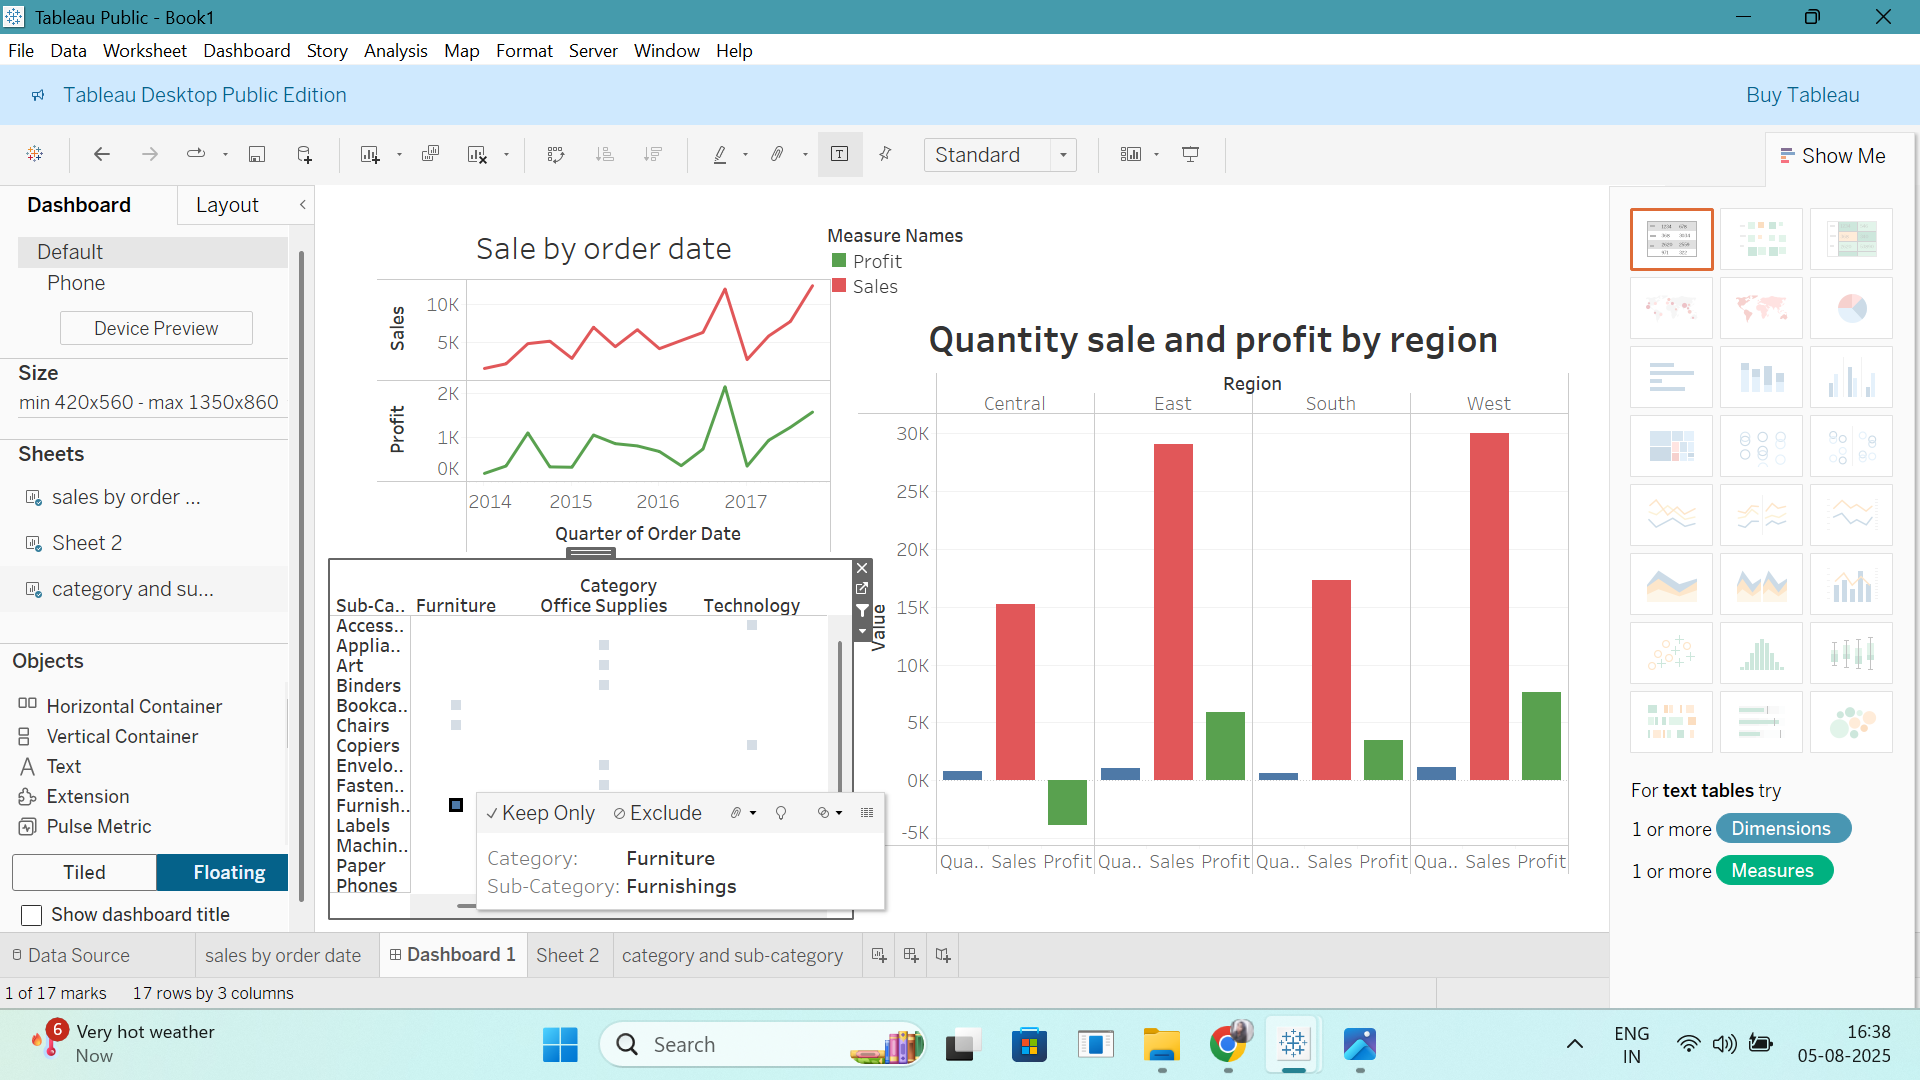 Tableau Public - Book1
File Data Worksheet Dashboard Story Analysis Map Format Server Window Help
Tableau Desktop Public Edition
Buy Tableau
Standard
Show Me
Dashboard
Layout
Default
Phone
Device Preview
Size
min 420x560 - max 1350x860
Sheets
sales by order ...
Sheet 2
category and su...
Objects
Horizontal Container
Vertical Container
Text
Extension
Pulse Metric
Tiled
Floating
Show dashboard title
Sale by order date
Sales
10K
5K
Profit
2K
1K
0K
2014 2015 2016 2017
Quarter of Order Date
Measure Names
Profit
Sales
Quantity sale and profit by region
Region
Central East South West
Value
30K
25K
20K
15K
10K
5K
0K
-5K
Qua.. Sales Profit Qua.. Sales Profit Qua.. Sales Profit Qua.. Sales Profit
Category
Sub-Ca.. Furniture Office Supplies Technology
Access..
Applia..
Art
Binders
Bookca..
Chairs
Copiers
Envelo..
Fasten..
Furnish..
Labels
Machin..
Paper
Phones
Keep Only Exclude
Category: Furniture
Sub-Category: Furnishings
For text tables try
1 or more Dimensions
1 or more Measures
Data Source
sales by order date
Dashboard 1
Sheet 2
category and sub-category
1 of 17 marks 17 rows by 3 columns
6
Very hot weather
Now
Search
ENG
IN
16:38
05-08-2025